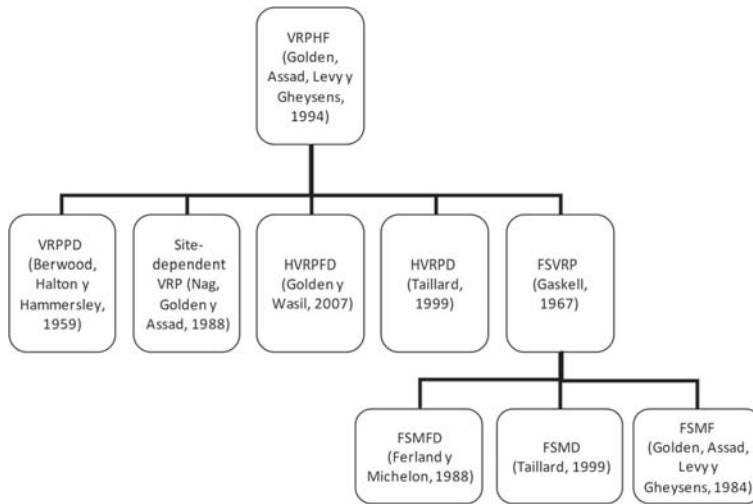 VRPHF
(Golden,
Assad, Levy y
Gheysens,
1994)
VRPPD
(Berwood,
Halton y
Hammersley,
1959)
Site-
dependent
VRP (Nag,
Golden y
Assad, 1988)
HVRPFD
(Golden y
Wasil, 2007)
HVRPD
(Taillard,
1999)
FSVRP
(Gaskell,
1967)
FSMFD
(Ferland y
Michelon, 1988)
FSMD
(Taillard, 1999)
FSMF
(Golden, Assad,
Levy y
Gheysens, 1984)